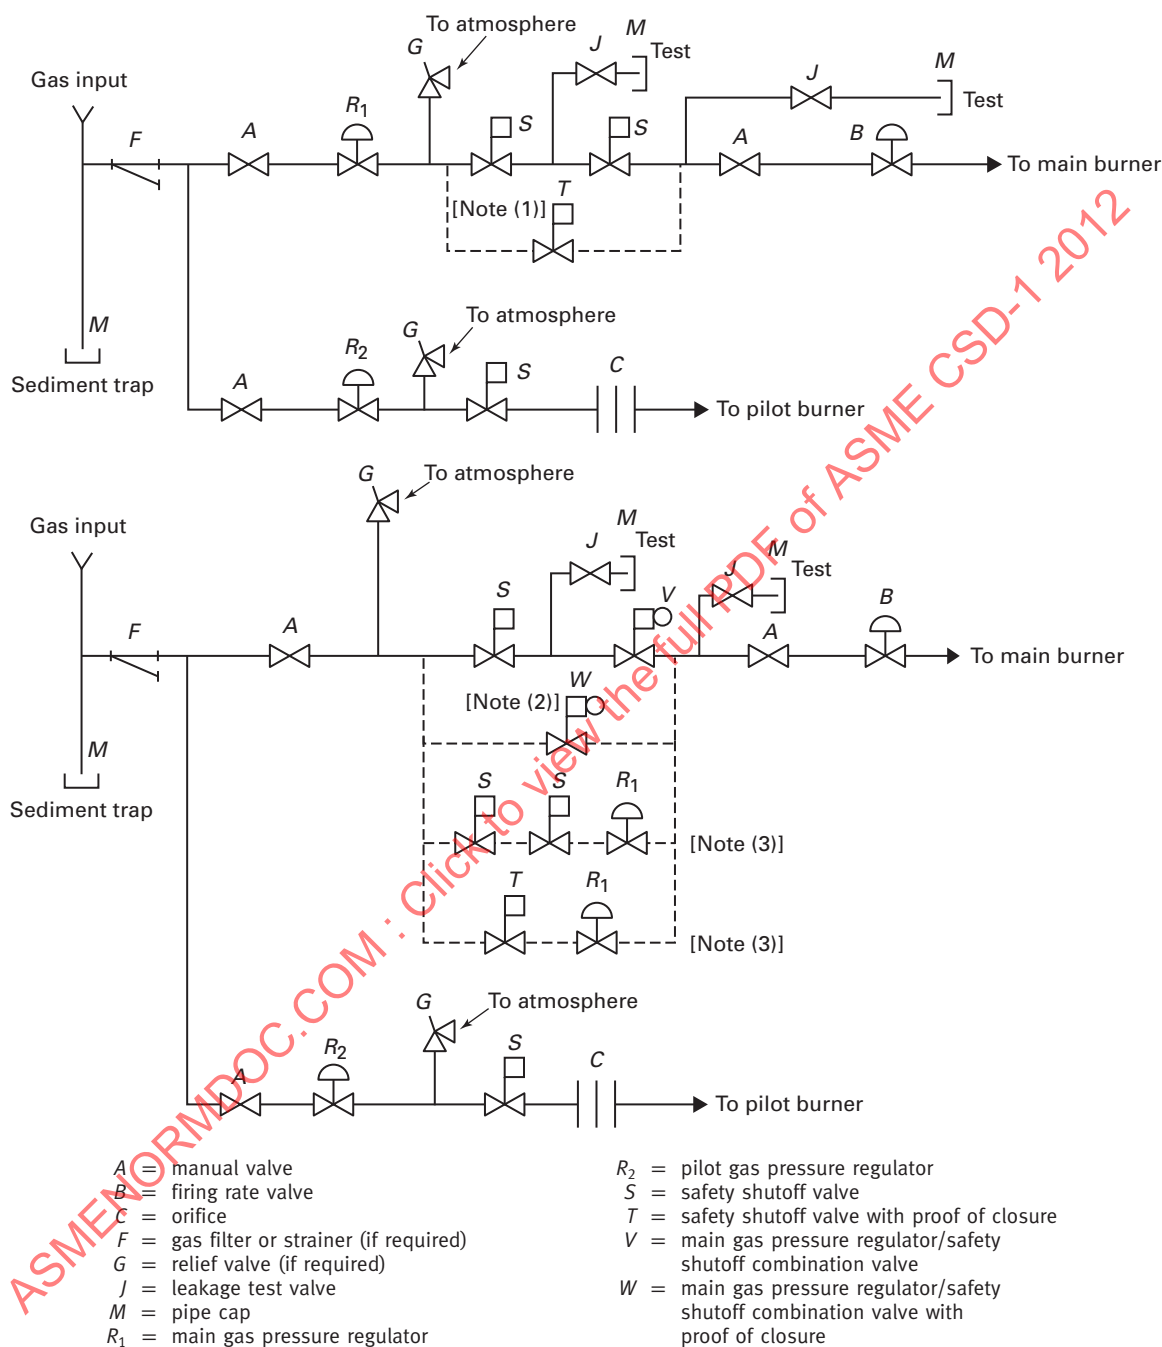 To atmosphere
G
J
M
Test
M
J
Test
Gas input
F
A
R1
S
S
A
B
To main burner
[Note (1)]
T
M
Sediment trap
To atmosphere
G
R2
A
S
C
To pilot burner
To atmosphere
G
Gas input
F
A
S
J
M
Test
V
J
M
Test
A
B
To main burner
[Note (2)]
W
M
Sediment trap
S
S
R1
[Note (3)]
T
R1
[Note (3)]
To atmosphere
G
A
R2
S
C
To pilot burner
A = manual valve
B = firing rate valve
C = orifice
F = gas filter or strainer (if required)
G = relief valve (if required)
J = leakage test valve
M = pipe cap
R1 = main gas pressure regulator
R2 = pilot gas pressure regulator
S = safety shutoff valve
T = safety shutoff valve with proof of closure
V = main gas pressure regulator/safety
shutoff combination valve
W = main gas pressure regulator/safety
shutoff combination valve with
proof of closure
ASMENORMDOC.COM : Click to view the full PDF of ASME CSD-1 2012